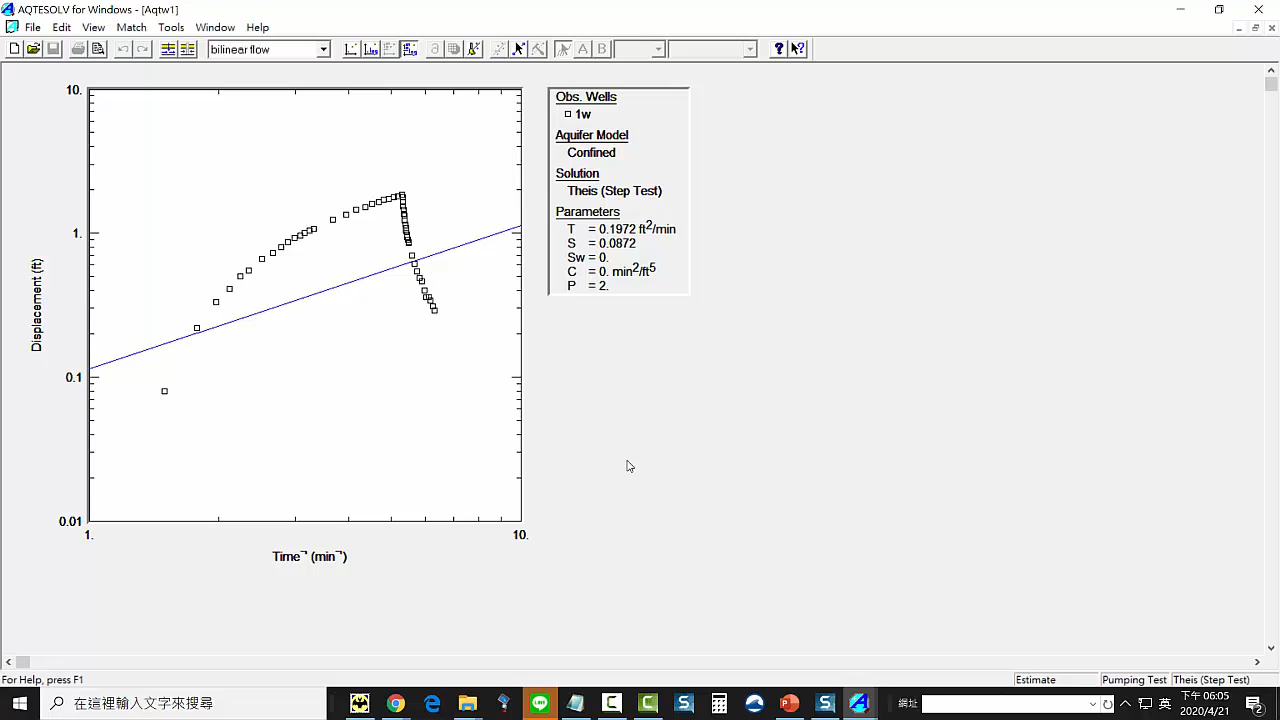 AQTESOLV for Windows - [Aqtw1]
File Edit View Match Tools Window Help
bilinear flow
10.
1.
0.1
0.01
1.
10.
Displacement (ft)
Time¬ (min¬)
Obs. Wells
1w
Aquifer Model
Confined
Solution
Theis (Step Test)
Parameters
T = 0.1972 ft2/min
S = 0.0872
Sw = 0.
C = 0. min2/ft5
P = 2.
For Help, press F1
Estimate
Pumping Test
Theis (Step Test)
在這裡輸入文字來搜尋
網址
英
下午 06:05
2020/4/21
2